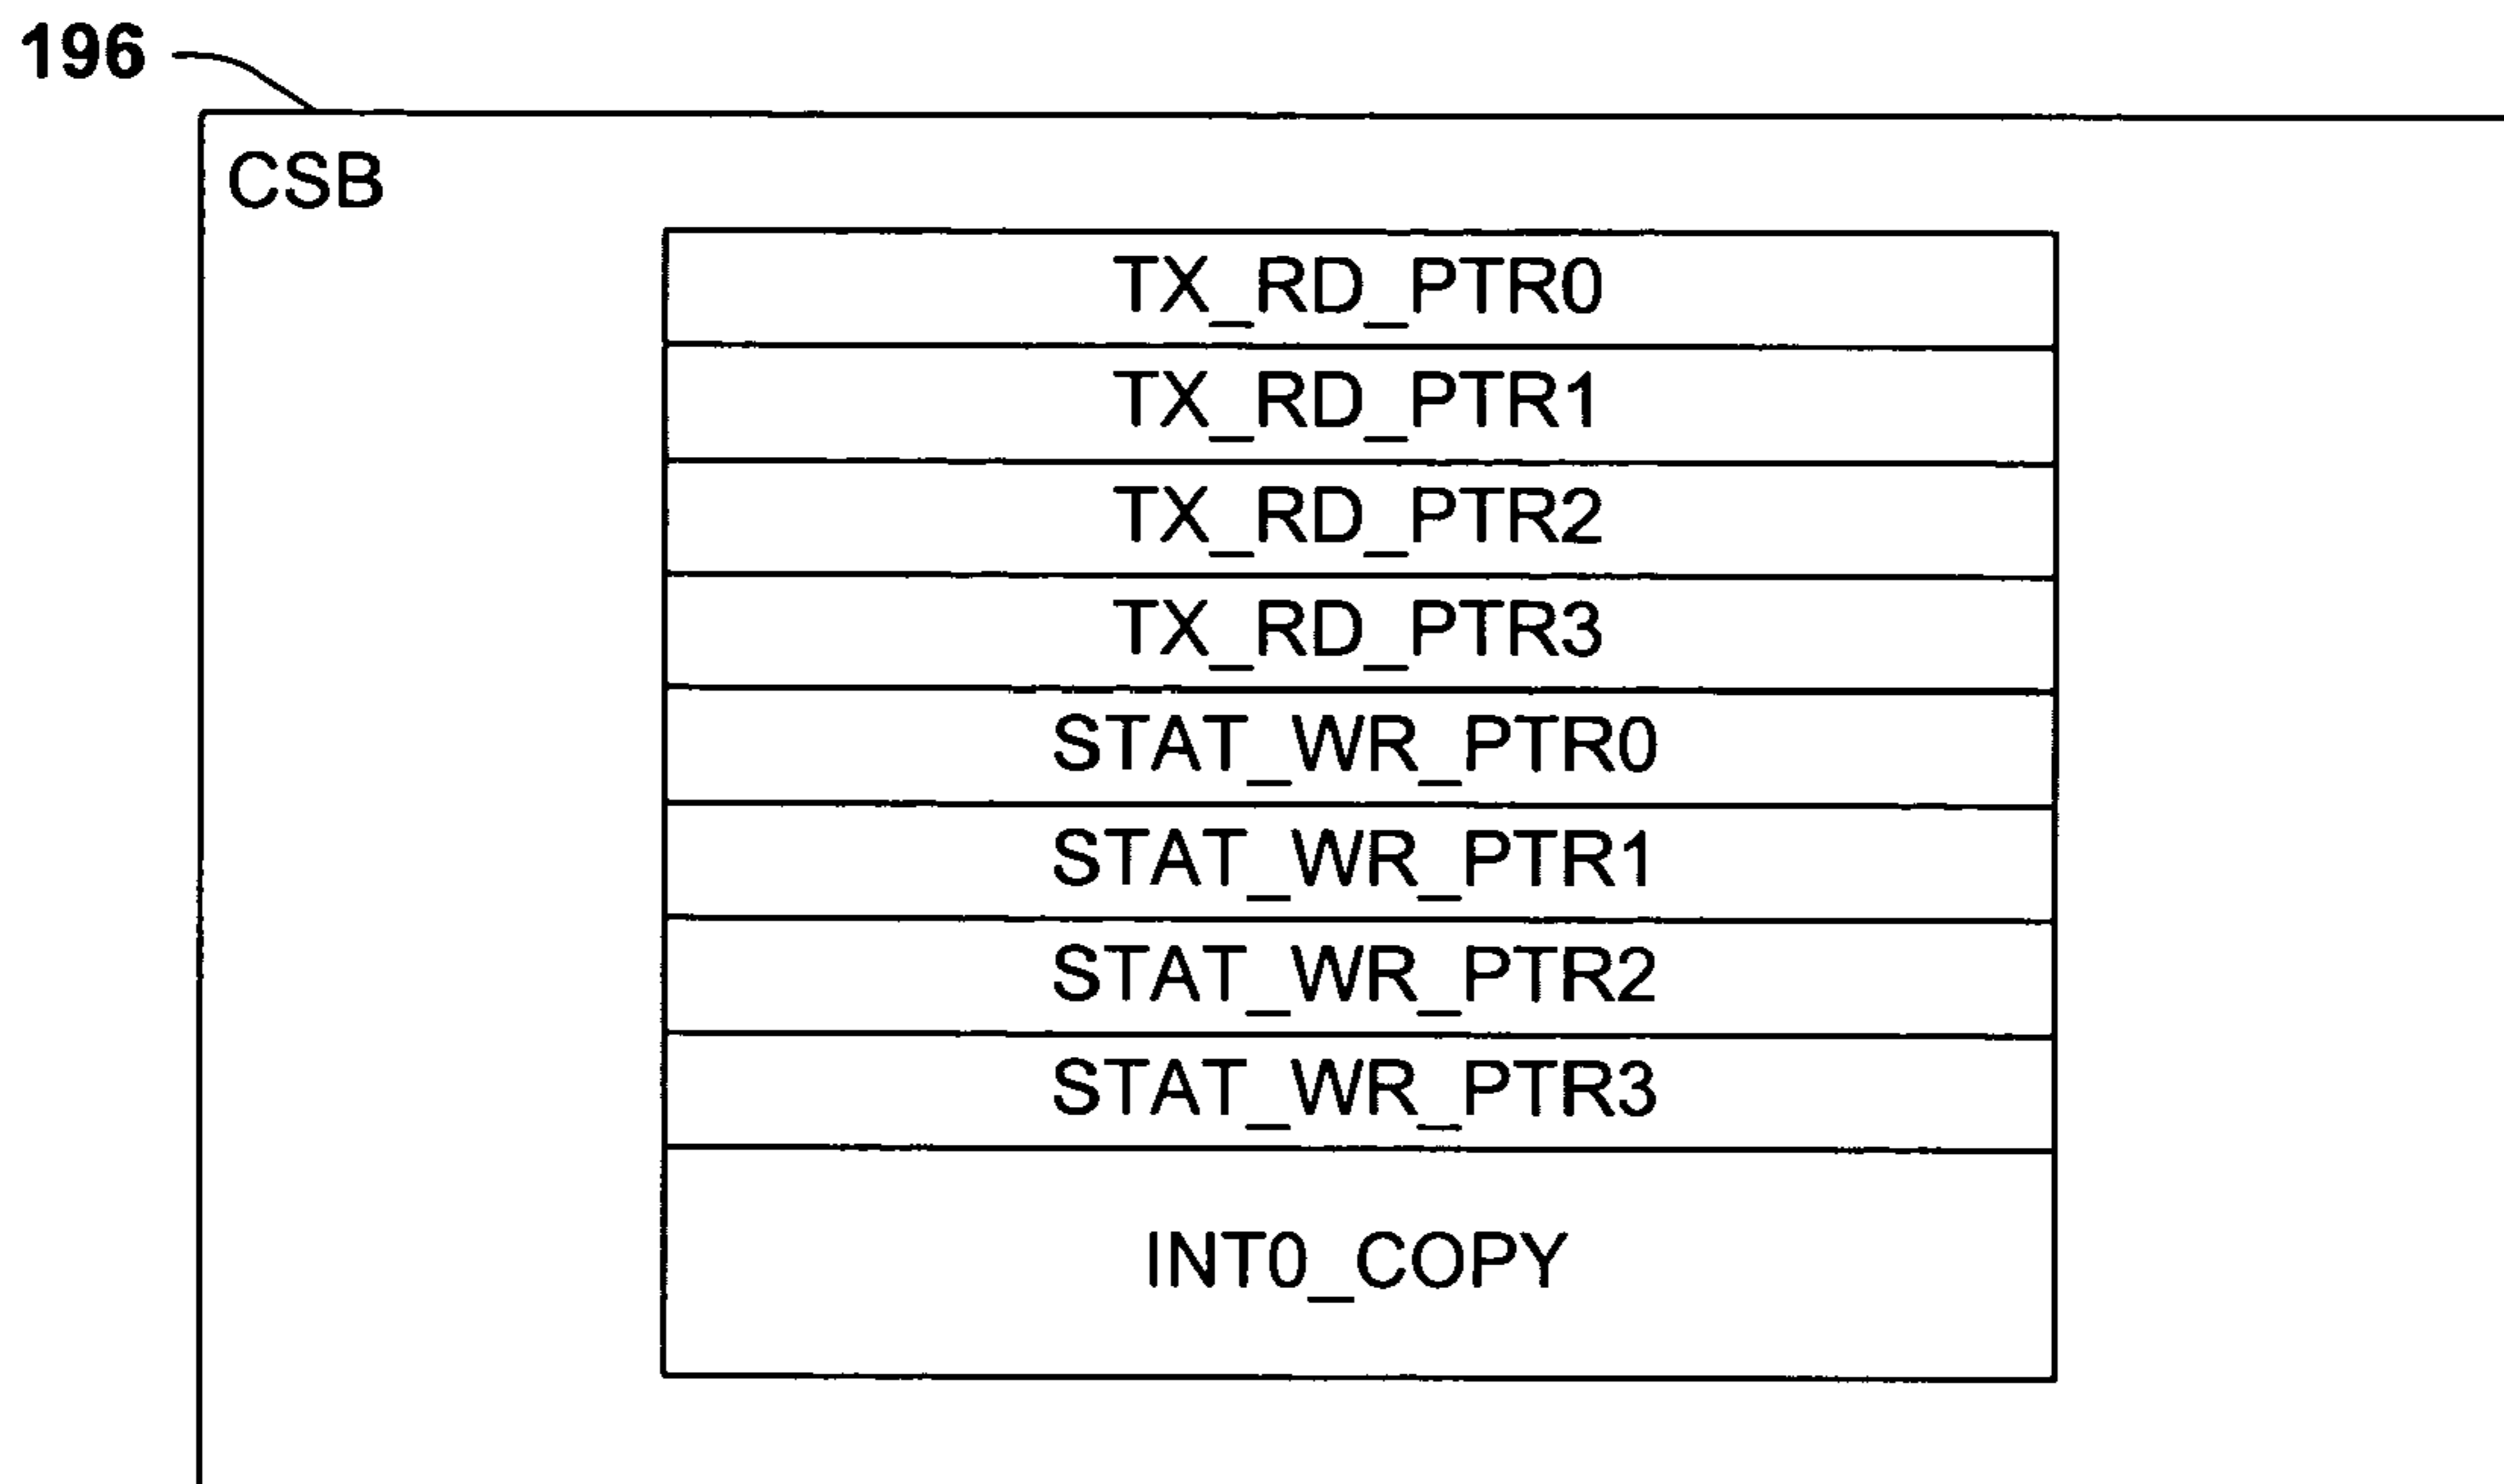 196
CSB
TX_RD_PTR0
TX_RD_PTR1
TX_RD_PTR2
TX_RD_PTR3
STAT_WR_PTR0
STAT_WR_PTR1
STAT_WR_PTR2
STAT_WR_PTR3
INT0_COPY